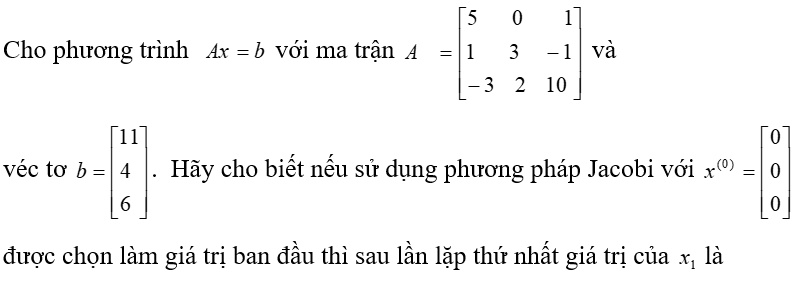 Cho phương trình Ax = b với ma trận A = [5 0 1; 1 3 −1; −3 2 10] và
véc tơ b = [11; 4; 6]. Hãy cho biết nếu sử dụng phương pháp Jacobi với x⁽⁰⁾ = [0; 0; 0]
được chọn làm giá trị ban đầu thì sau lần lặp thứ nhất giá trị của x₁ là